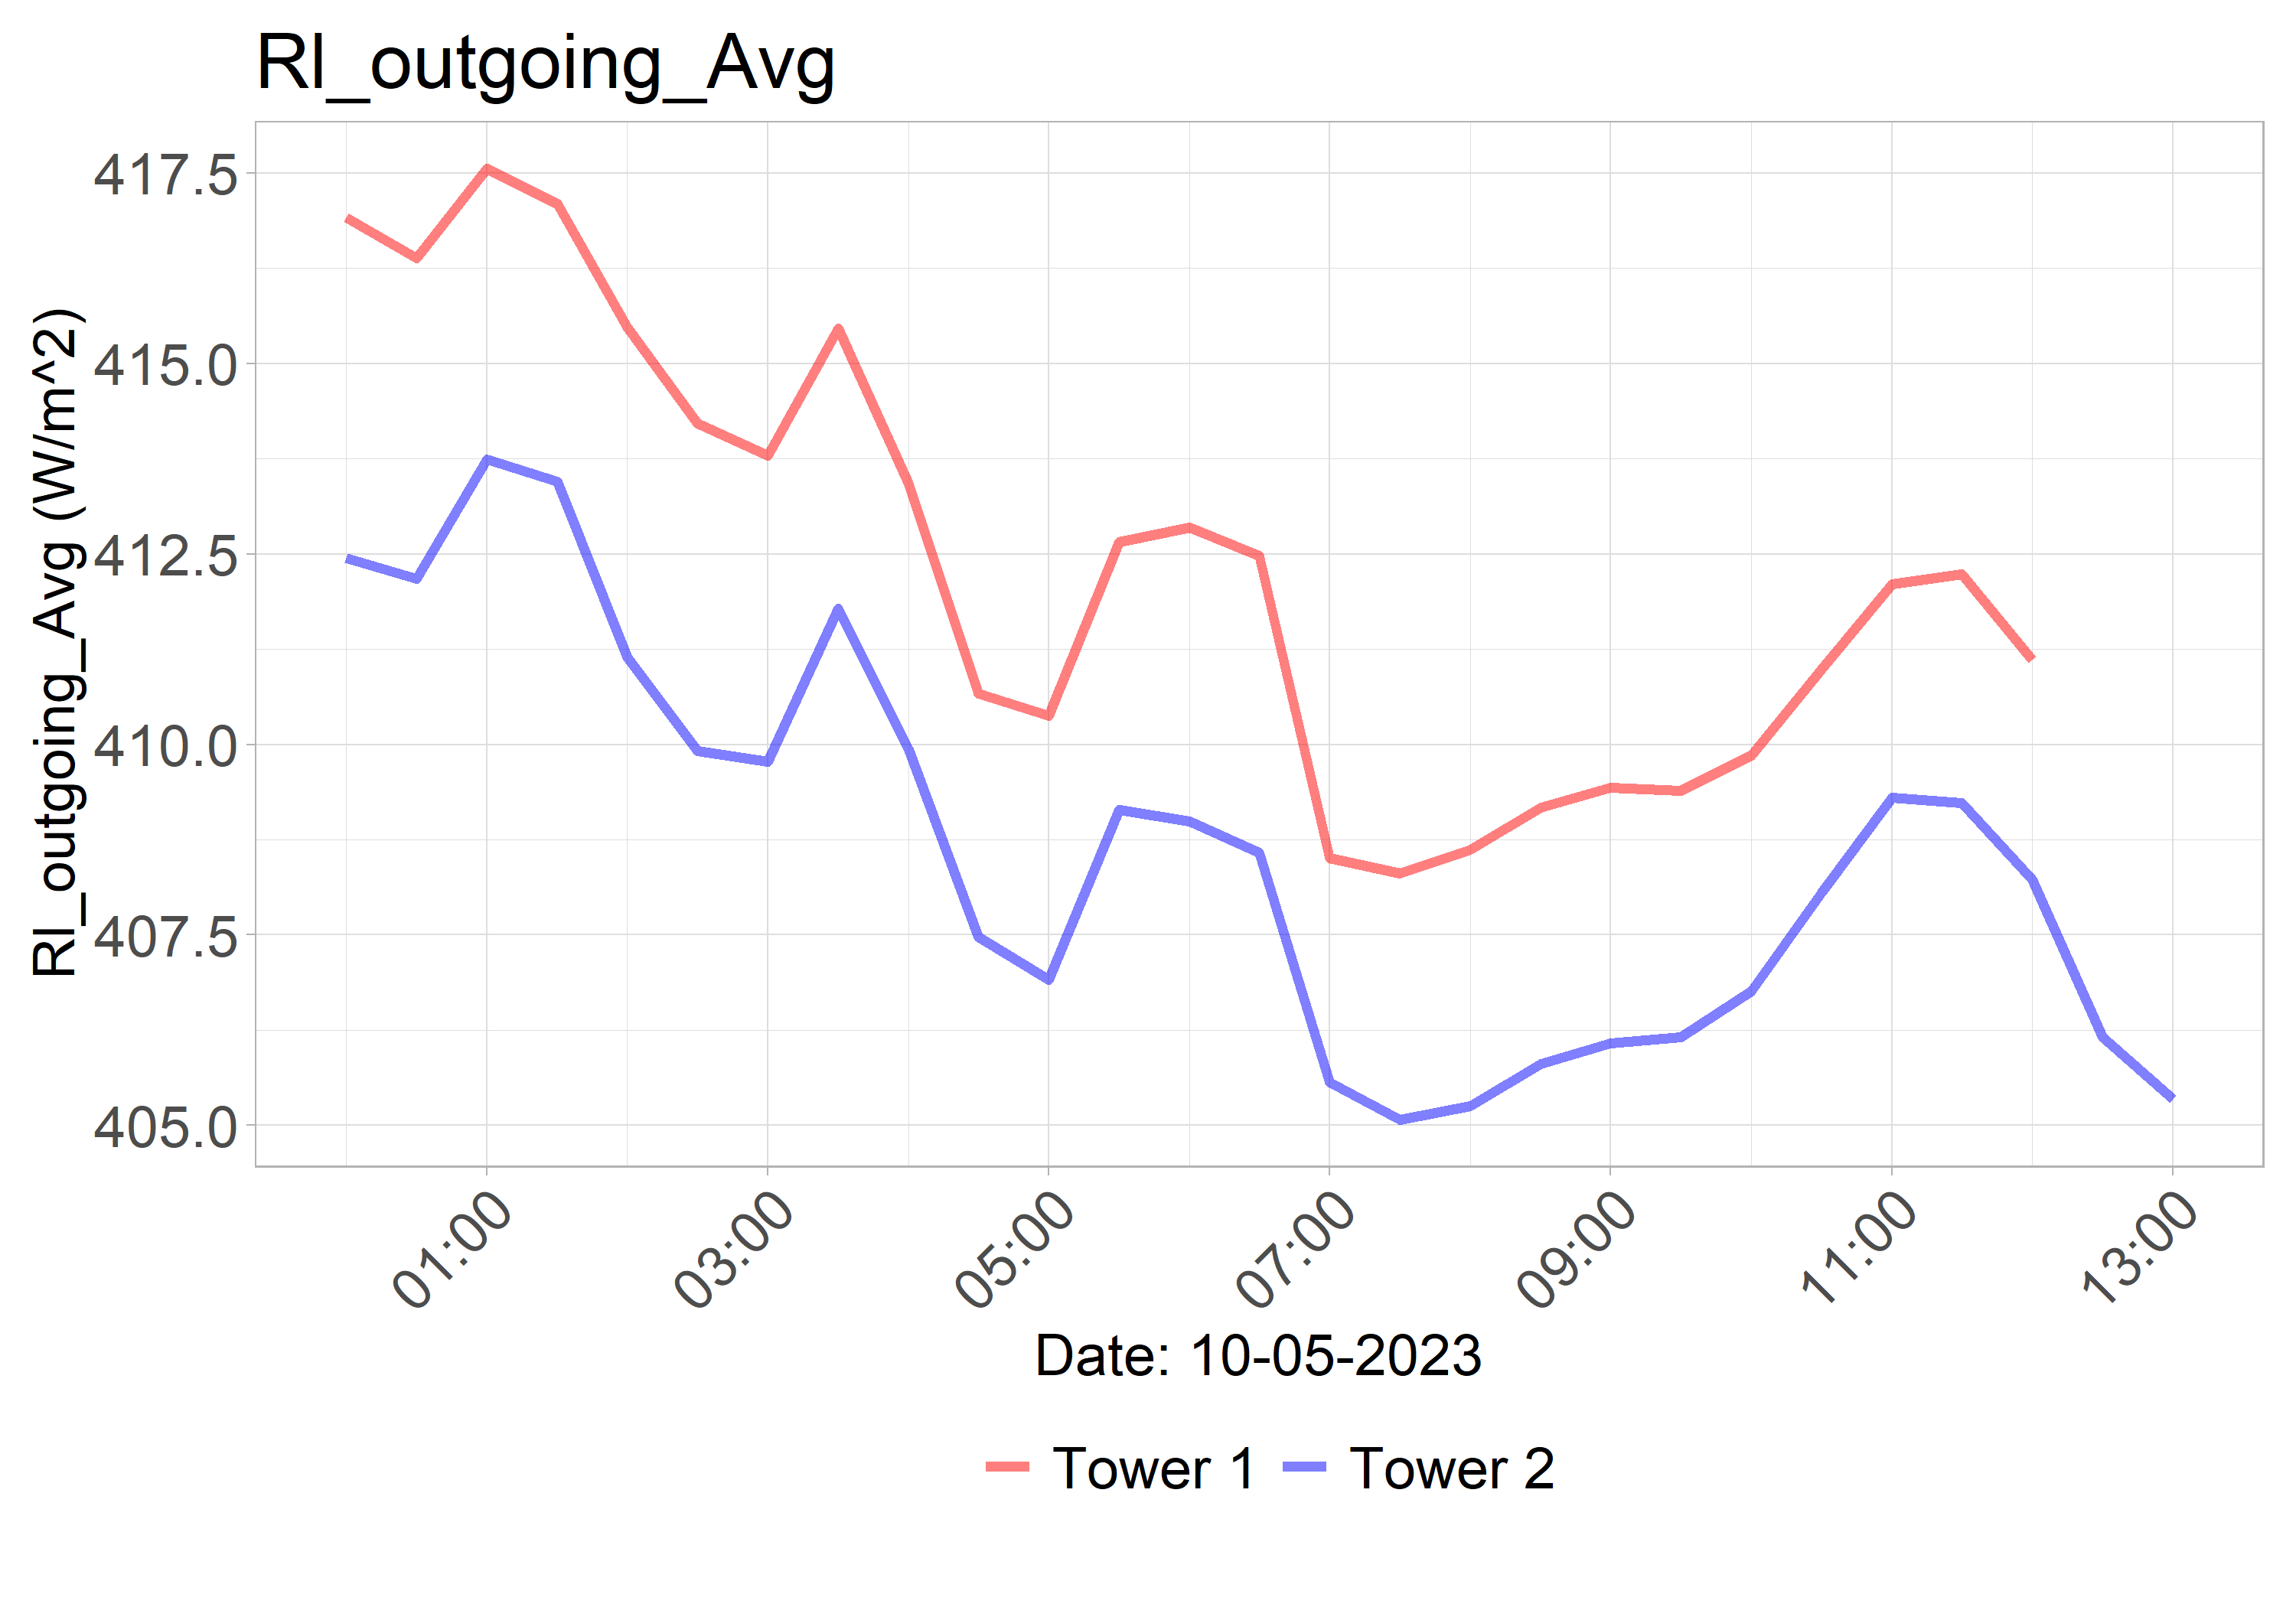 Rl_outgoing_Avg
Rl_outgoing_Avg (W/m^2)
417.5
415.0
412.5
410.0
407.5
405.0
01:00
03:00
05:00
07:00
09:00
11:00
13:00
Date: 10-05-2023
Tower 1
Tower 2